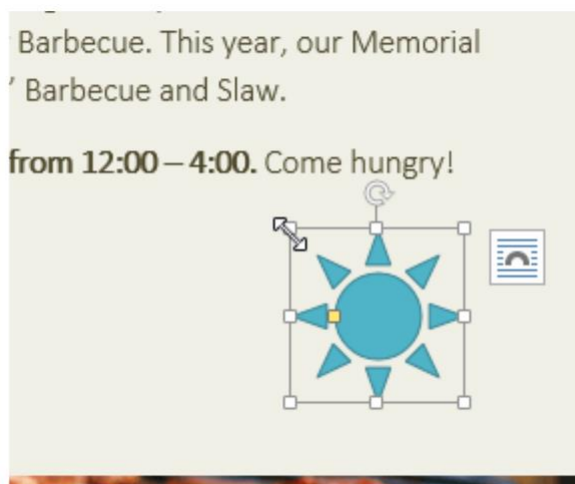 Barbecue. This year, our Memorial
’ Barbecue and Slaw.
from 12:00 – 4:00. Come hungry!